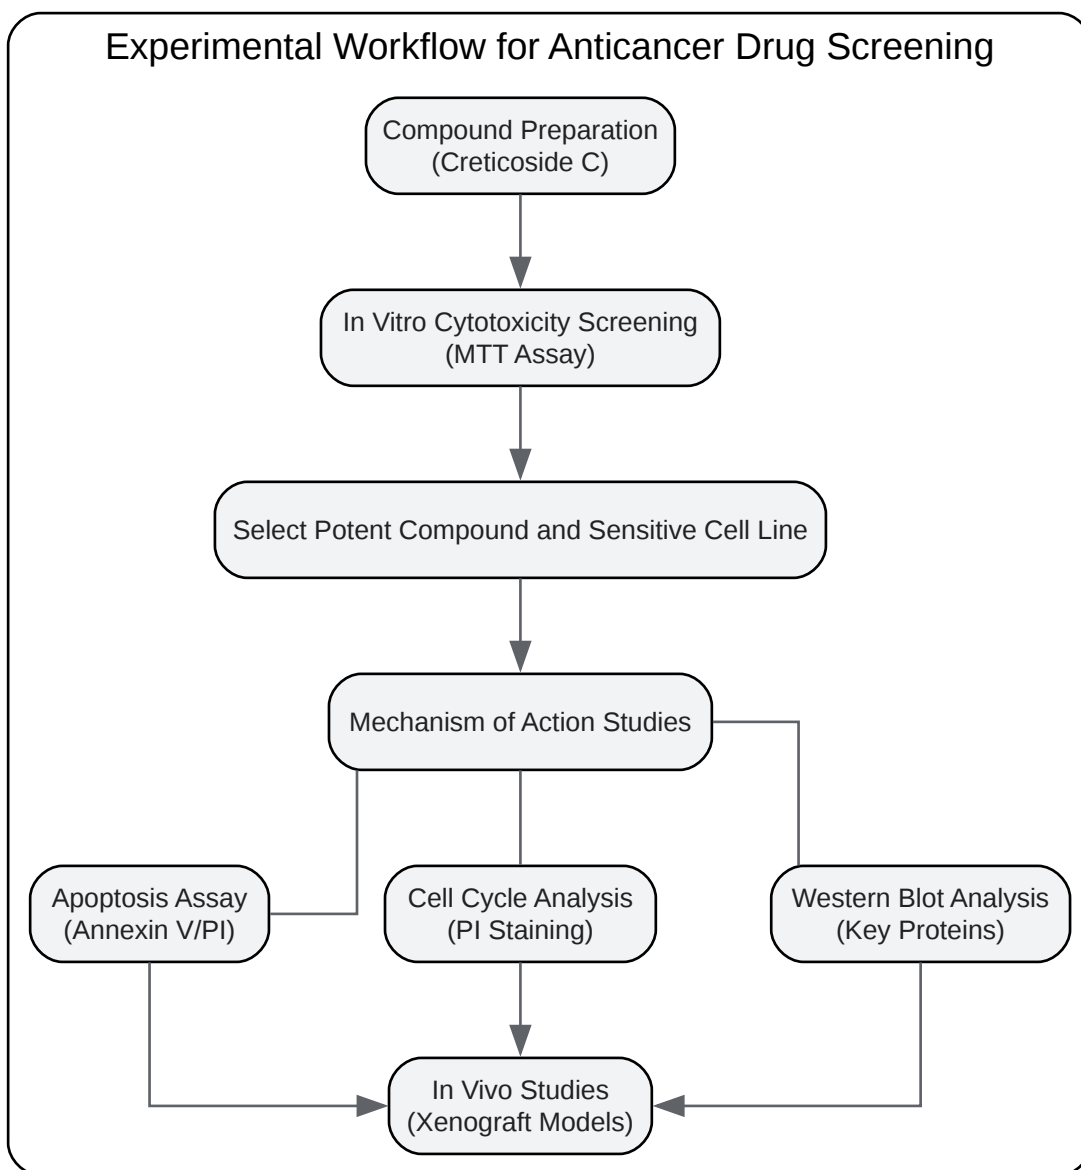 Experimental Workflow for Anticancer Drug Screening
Compound Preparation
(Creticoside C)
In Vitro Cytotoxicity Screening
(MTT Assay)
Select Potent Compound and Sensitive Cell Line
Mechanism of Action Studies
Apoptosis Assay
(Annexin V/PI)
Cell Cycle Analysis
(PI Staining)
Western Blot Analysis
(Key Proteins)
In Vivo Studies
(Xenograft Models)